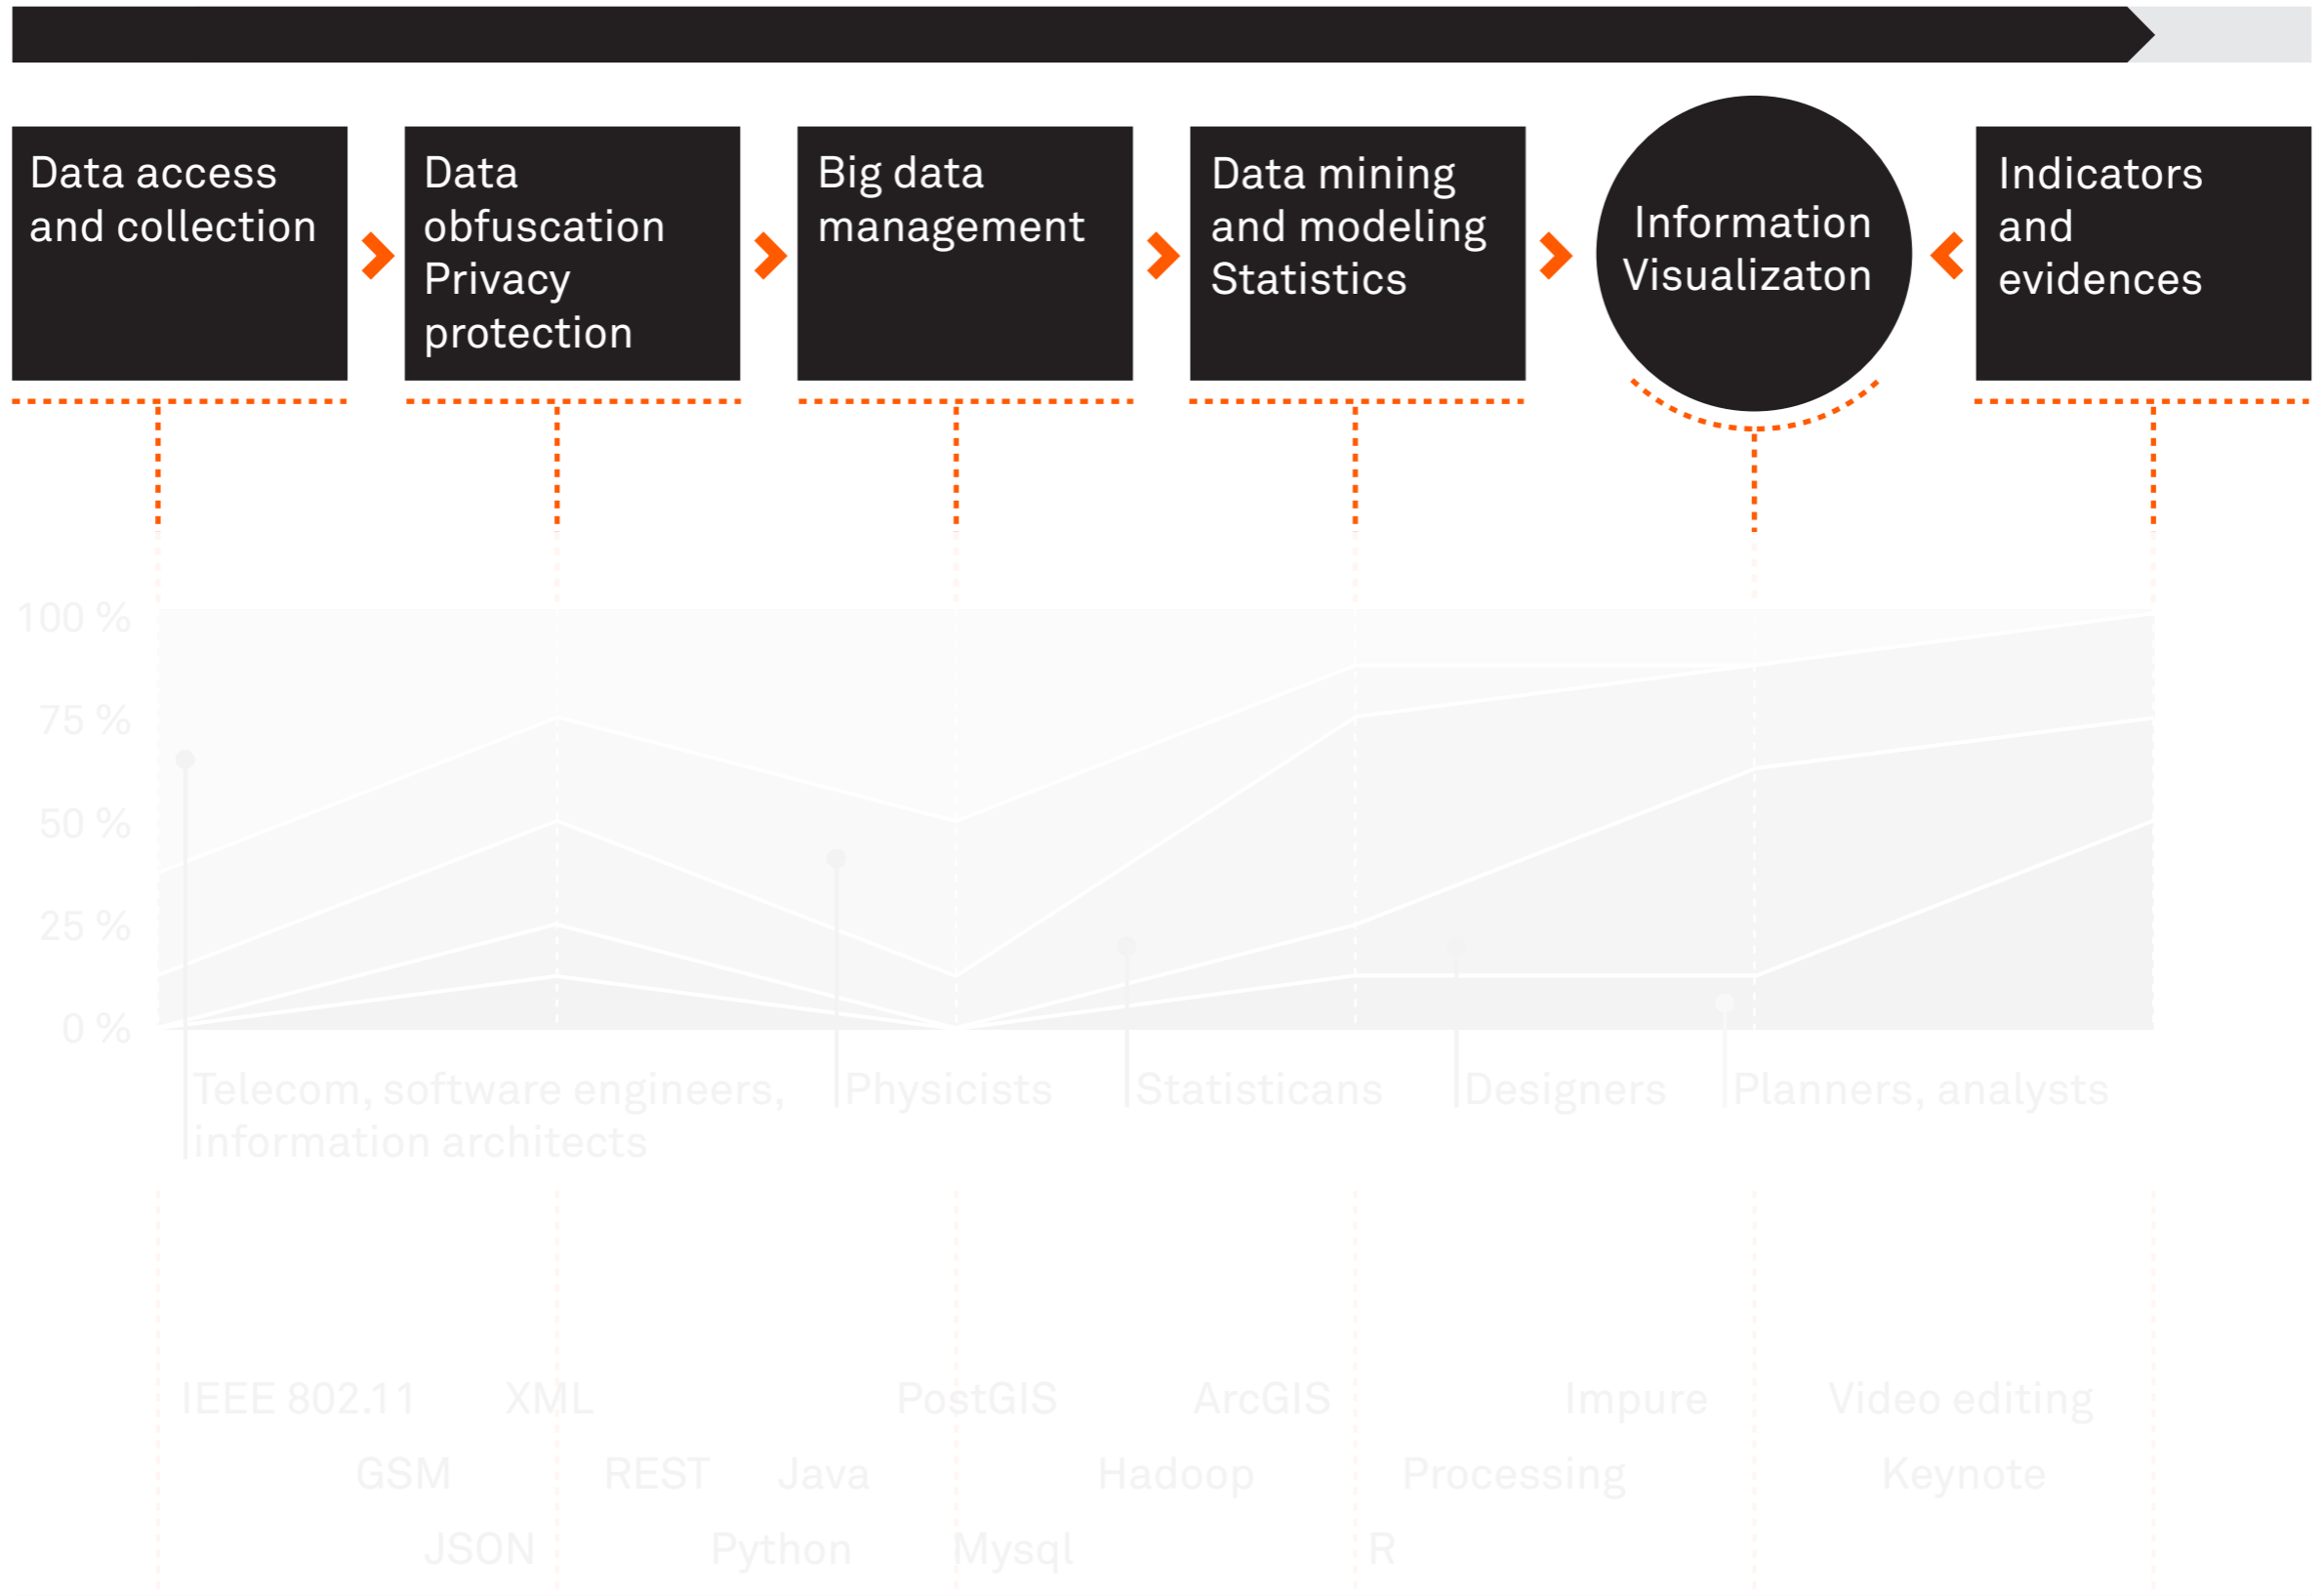 Data access
and collection
Data
obfuscation
Privacy
protection
Big data
management
Data mining
and modeling
Statistics
Information
Visualizaton
Indicators
and
evidences
100 %
75 %
50 %
25 %
0 %
Telecom, software engineers,
information architects
Physicists
Statisticans
Designers
Planners, analysts
IEEE 802.11
XML
PostGIS
ArcGIS
Impure
Video editing
GSM
REST
Java
Hadoop
Processing
Keynote
JSON
Python
Mysql
R